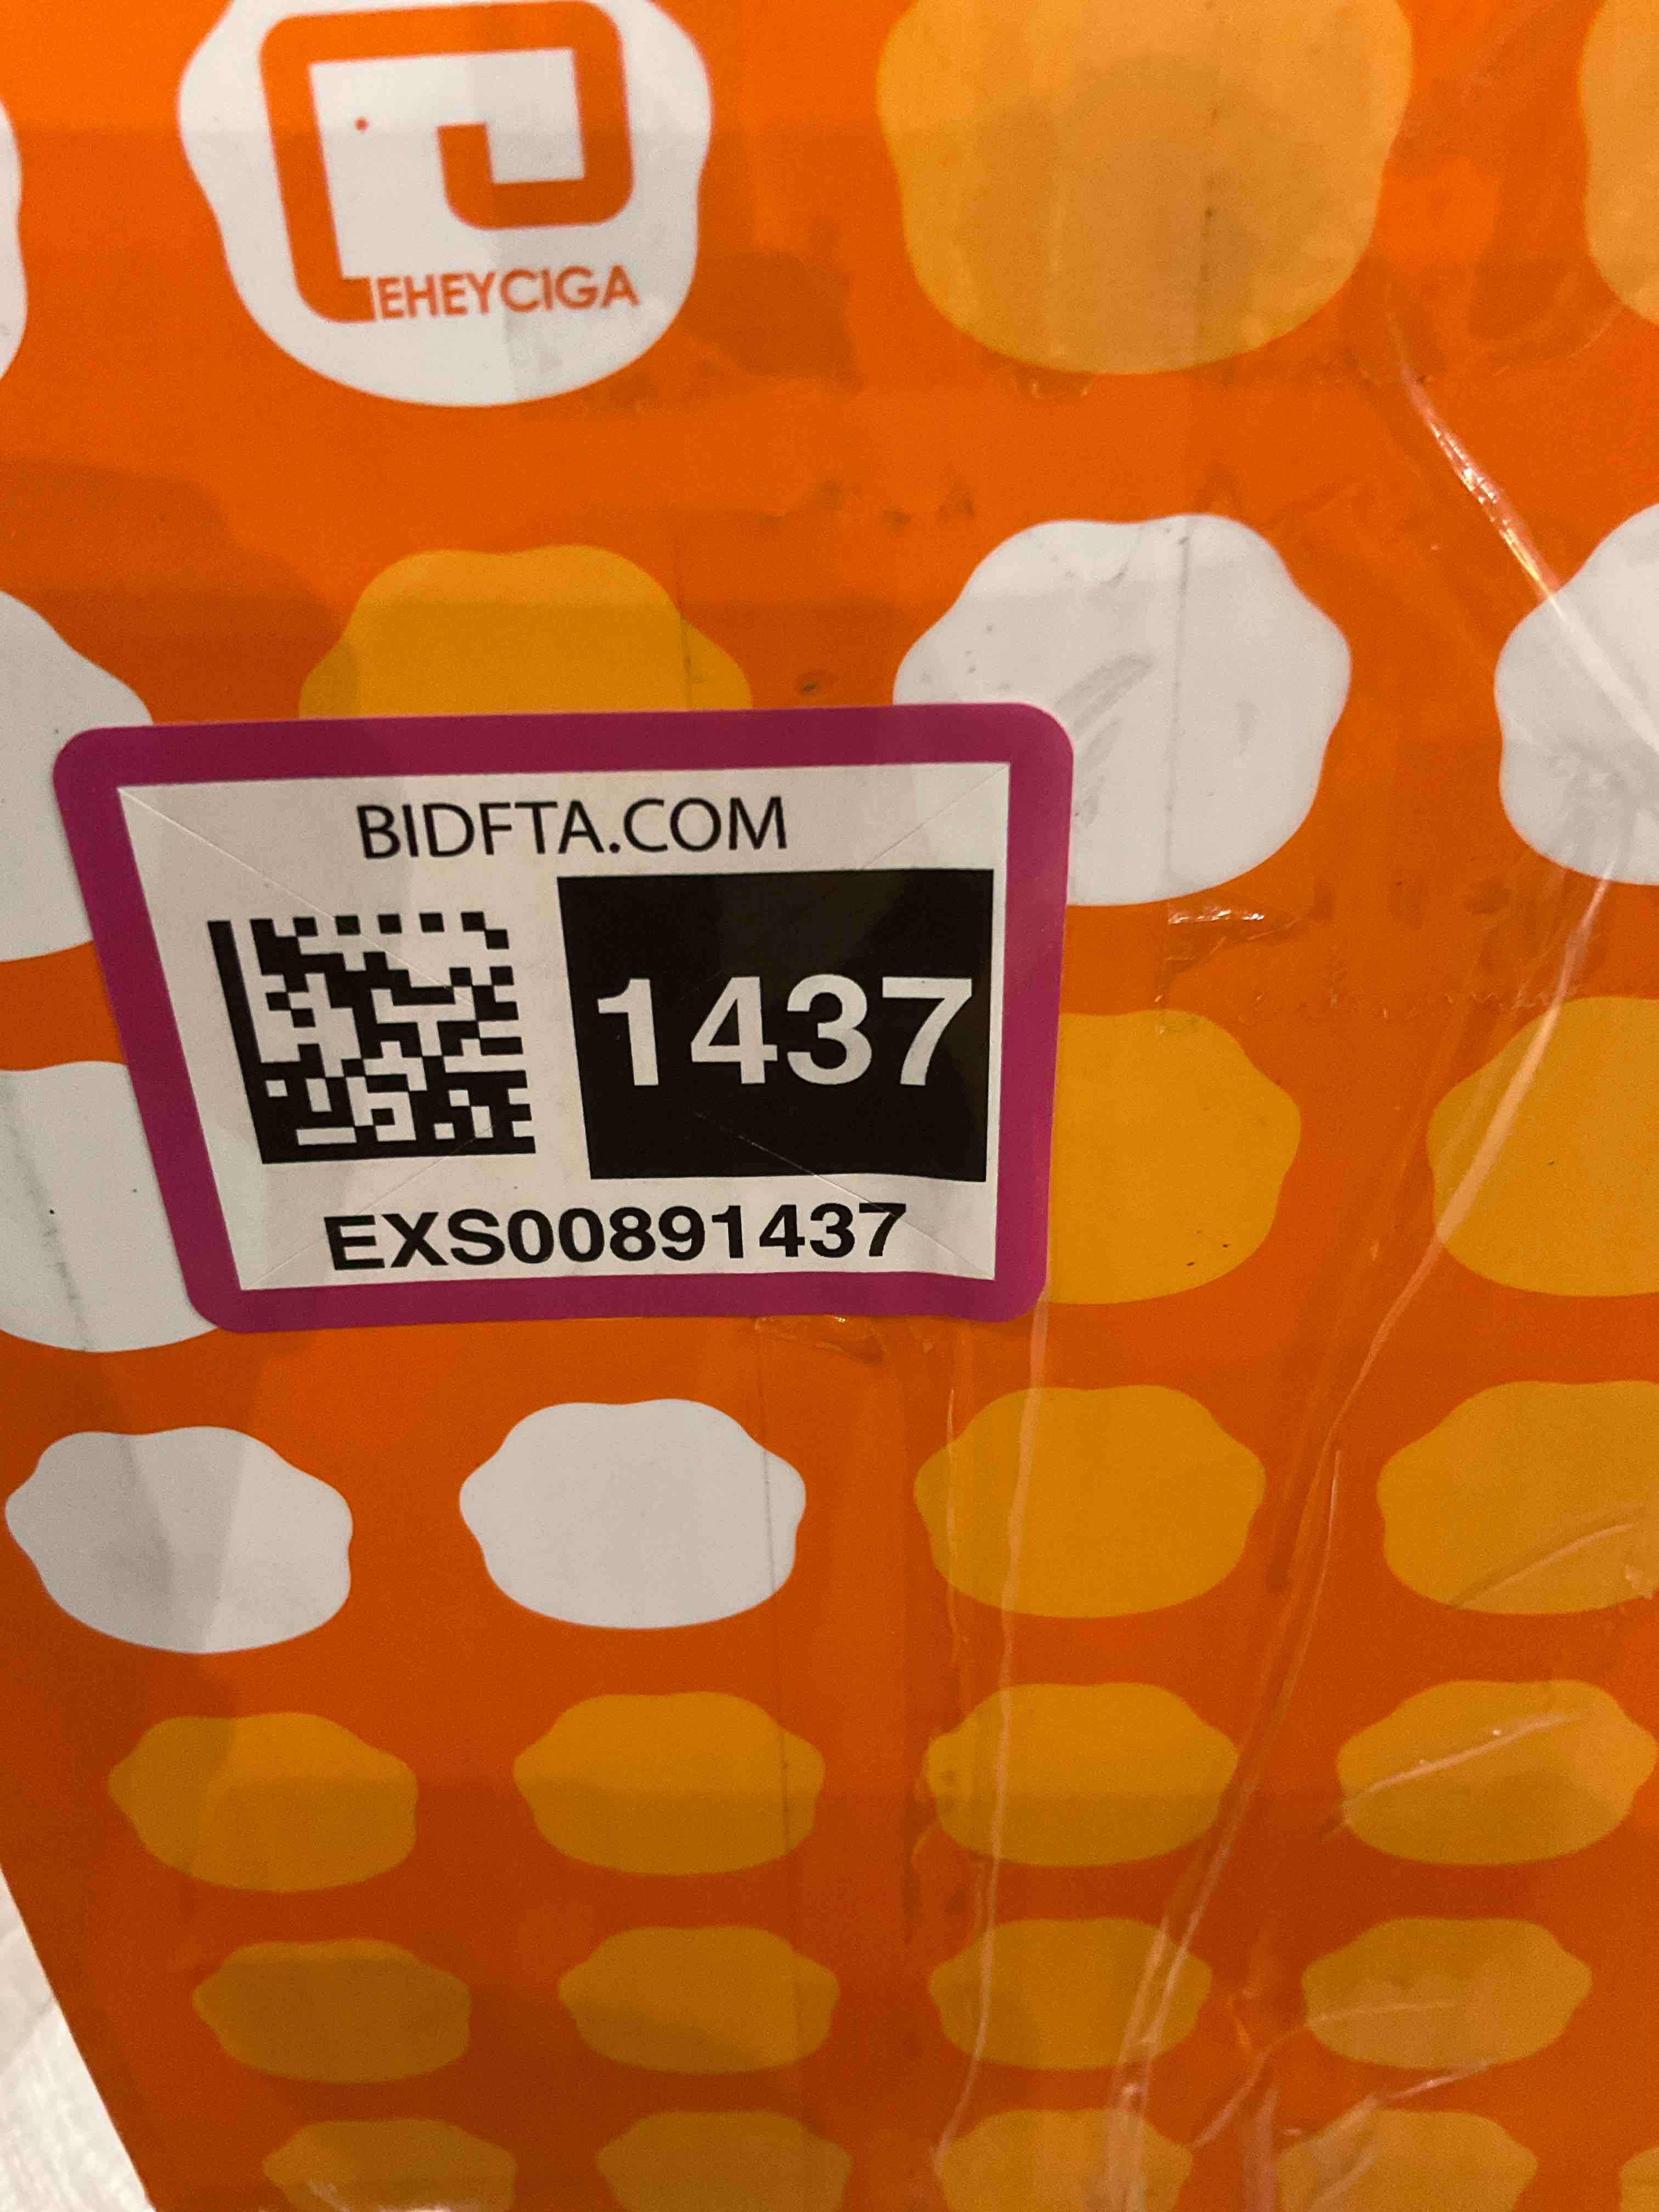 EHEYCIGA
BIDFTA.COM
1437
EXS00891437